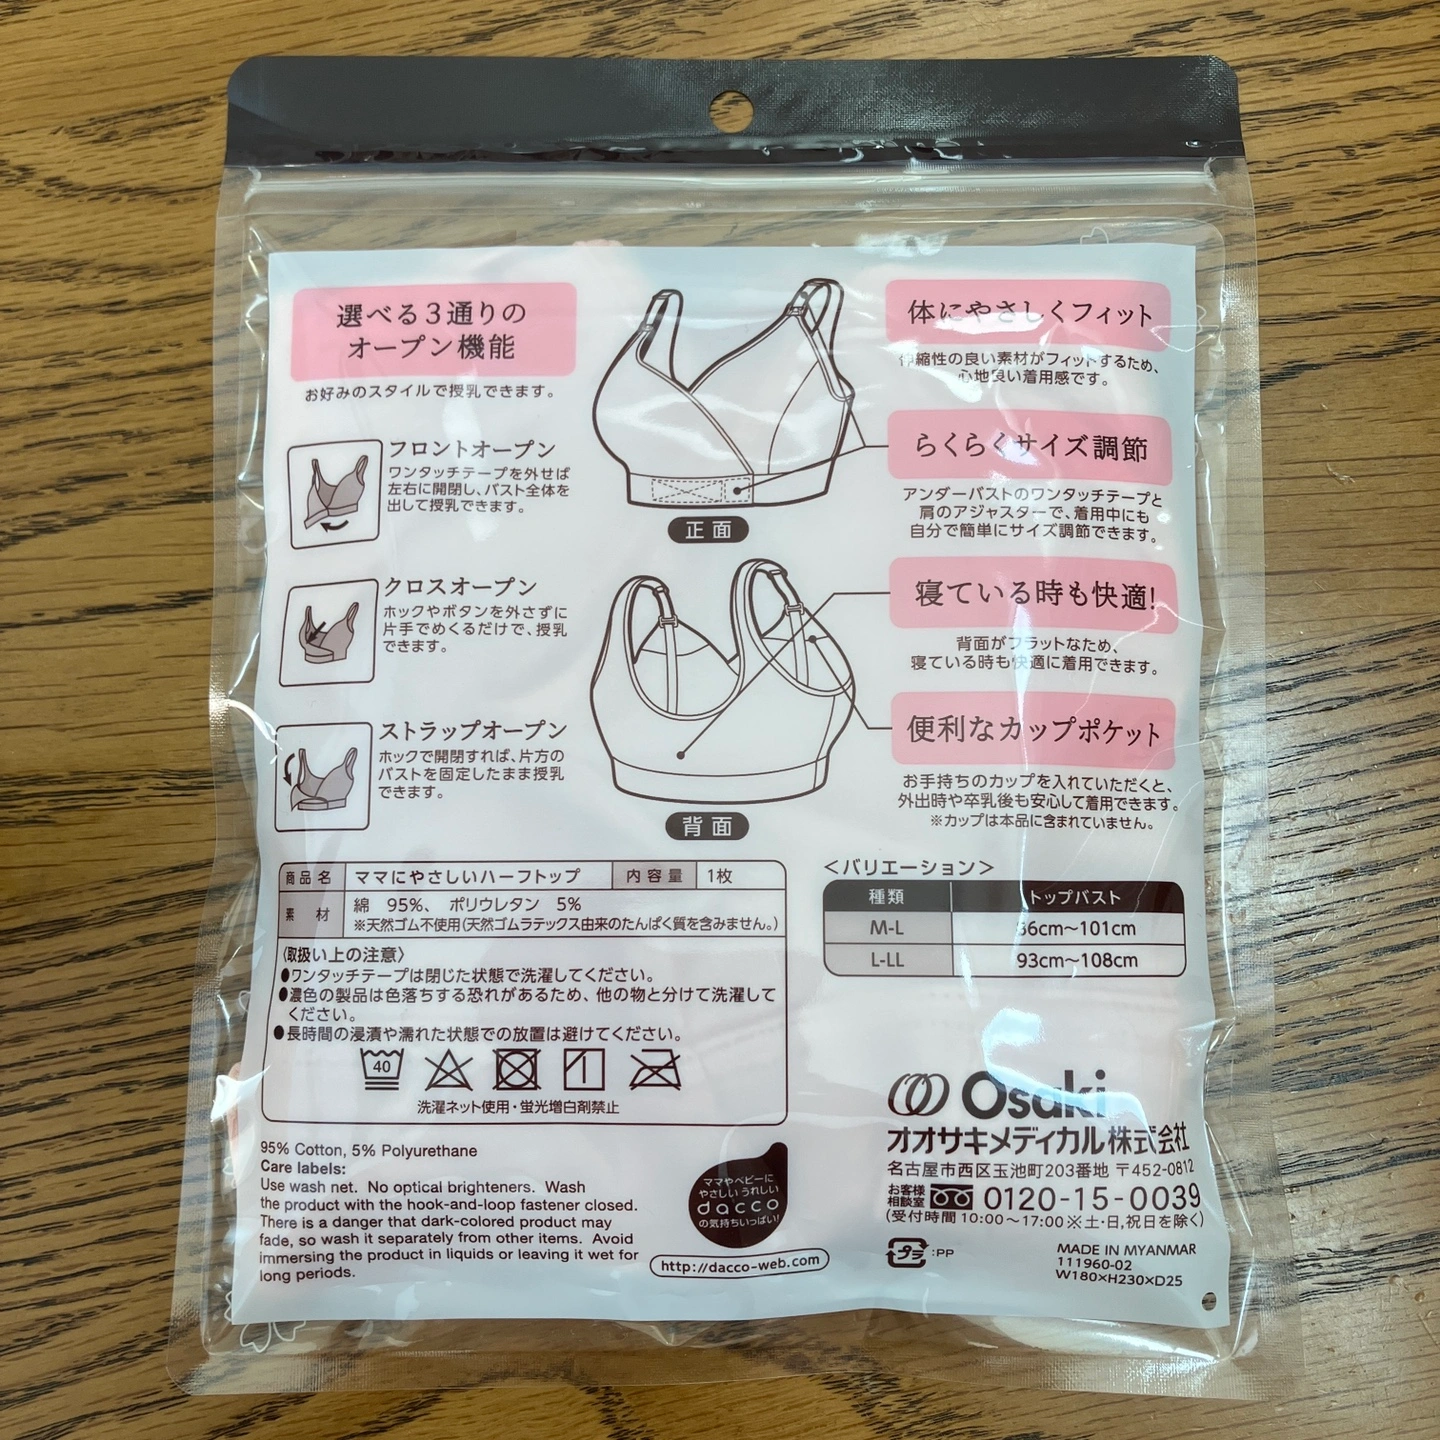 選べる3通りの
オープン機能
お好みのスタイルで授乳できます。
フロントオープン
ワンタッチテープを外せば
左右に開閉し、バスト全体を
出して授乳できます。
クロスオープン
ホックやボタンを外さずに
片手でめくるだけで、授乳
できます。
ストラップオープン
ホックで開閉すれば、片方の
バストを固定したまま授乳
できます。
正面
背面
体にやさしくフィット
伸縮性の良い素材がフィットするため、
心地良い着用感です。
らくらくサイズ調節
アンダーバストのワンタッチテープと
肩のアジャスターで、着用中にも
自分で簡単にサイズ調節できます。
寝ている時も快適!
背面がフラットなため、
寝ている時も快適に着用できます。
便利なカップポケット
お手持ちのカップを入れていただくと、
外出時や卒乳後も安心して着用できます。
※カップは本品に含まれていません。
商品名 ママにやさしいハーフトップ 内容量 1枚
素材 綿 95%、 ポリウレタン 5%
※天然ゴム不使用(天然ゴムラテックス由来のたんぱく質を含みません。)
〈取扱い上の注意〉
●ワンタッチテープは閉じた状態で洗濯してください。
●濃色の製品は色落ちする恐れがあるため、他の物と分けて洗濯して
ください。
●長時間の浸漬や濡れた状態での放置は避けてください。
40
洗濯ネット使用・蛍光増白剤禁止
<バリエーション>
種類 トップバスト
M-L 6cm~101cm
L-LL 93cm~108cm
95% Cotton, 5% Polyurethane
Care labels:
Use wash net. No optical brighteners. Wash
the product with the hook-and-loop fastener closed.
There is a danger that dark-colored product may
fade, so wash it separately from other items. Avoid
immersing the product in liquids or leaving it wet for
long periods.
ママやベビーに
やさしい うれしい
dacco
の気持ちいっぱい!
http://dacco-web.com
Osaki
オオサキメディカル株式会社
名古屋市西区玉池町203番地 〒452-0812
お客様
相談室 0120-15-0039
(受付時間 10:00~17:00 ※土・日,祝日を除く)
プラ :PP
MADE IN MYANMAR
111960-02
W180×H230×D25